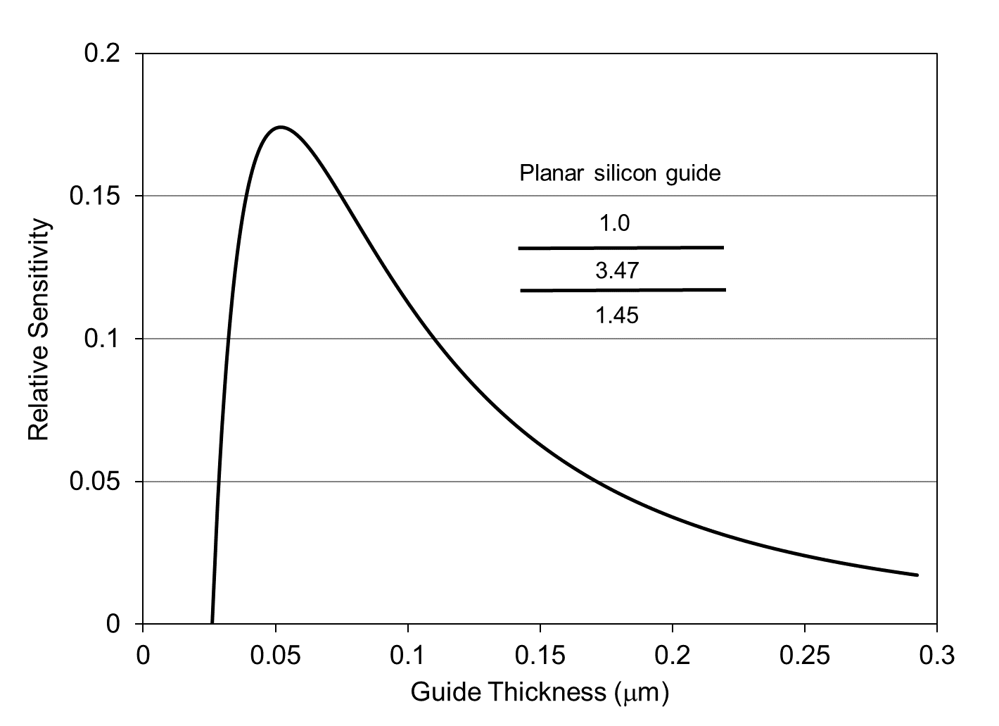 0.2
0.15
0.1
0.05
0
0 0.05 0.1 0.15 0.2 0.25 0.3
Relative Sensitivity
Guide Thickness (μm)
Planar silicon guide
1.0
3.47
1.45